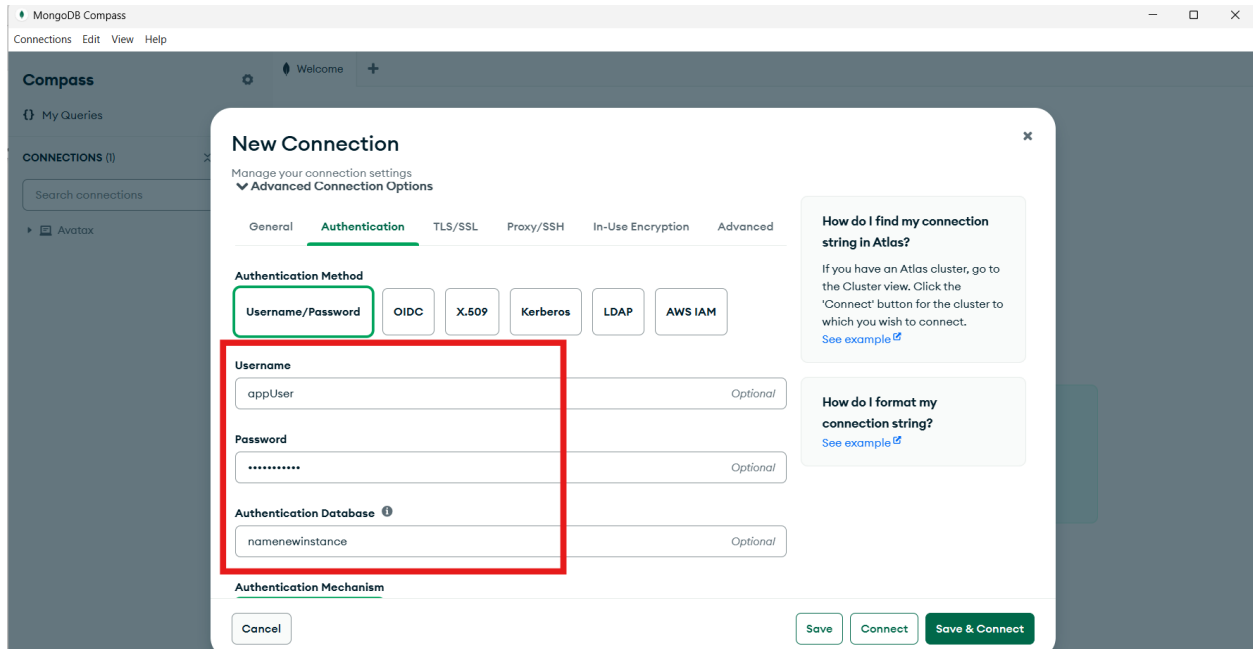 MongoDB Compass
Connections Edit View Help
Compass
Welcome
My Queries
CONNECTIONS (1)
Search connections
Avatax
New Connection
Manage your connection settings
Advanced Connection Options
General Authentication TLS/SSL Proxy/SSH In-Use Encryption Advanced
Authentication Method
Username/Password OIDC X.509 Kerberos LDAP AWS IAM
Username
appUser Optional
Password
••••••••••• Optional
Authentication Database
namenewinstance Optional
Authentication Mechanism
How do I find my connection
string in Atlas?
If you have an Atlas cluster, go to
the Cluster view. Click the
'Connect' button for the cluster to
which you wish to connect.
See example
How do I format my
connection string?
See example
Cancel Save Connect Save & Connect